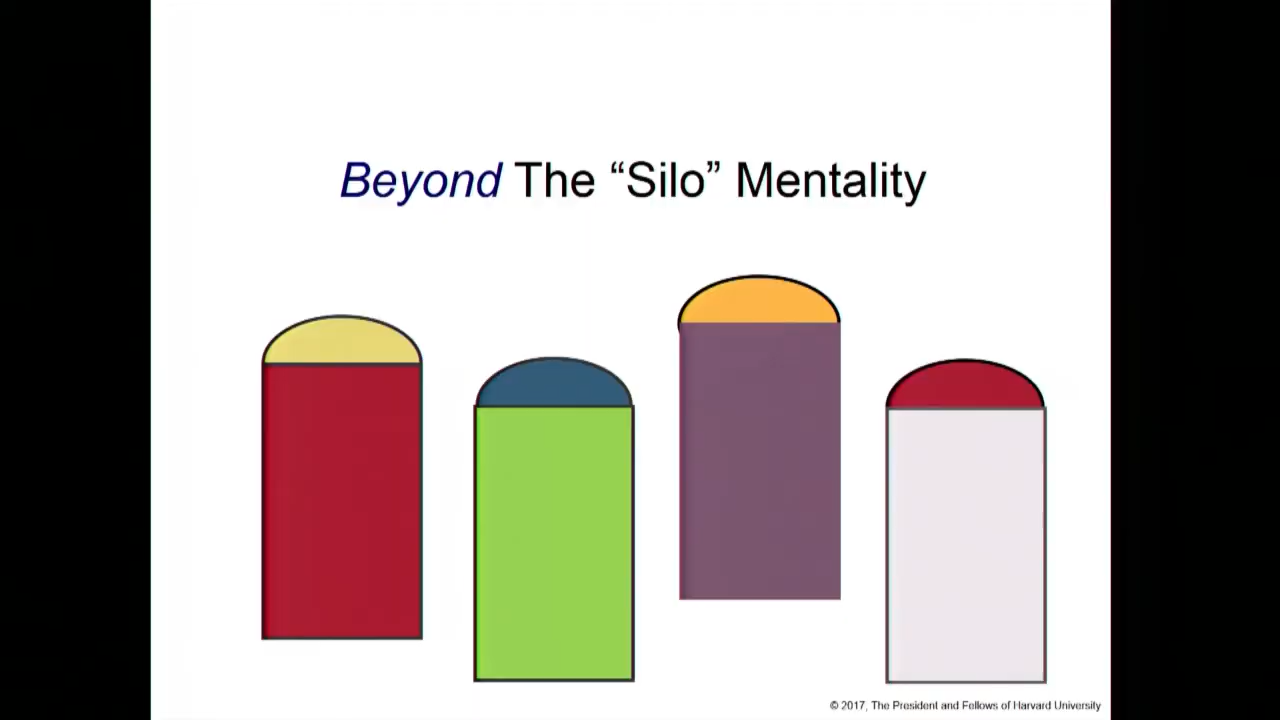 Beyond The “Silo” Mentality
© 2017, The President and Fellows of Harvard University